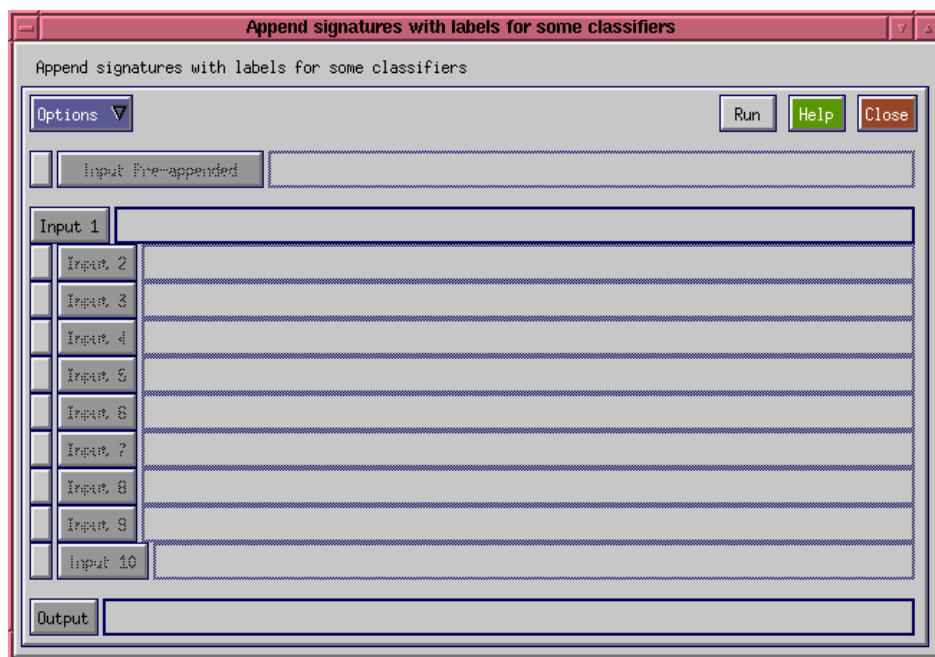 Append signatures with labels for some classifiers
Append signatures with labels for some classifiers
Options Run Help Close
Input Pre-appended
Input 1
Input 2
Input 3
Input 4
Input 5
Input 6
Input 7
Input 8
Input 9
Input 10
Output